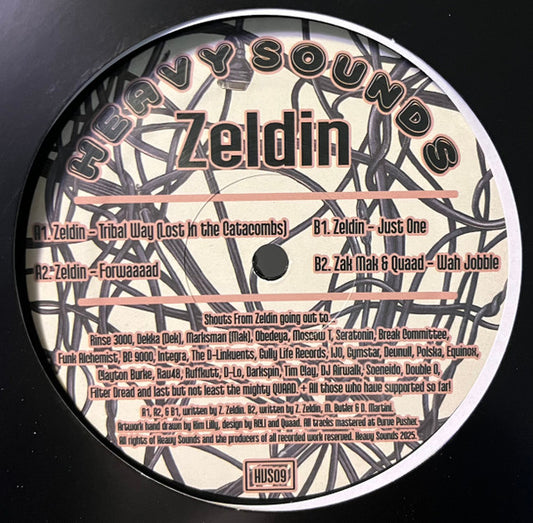 HEAVY SOUNDS
Zeldin
A1. Zeldin - Tribal Way (Lost In the Catacombs)
A2. Zeldin - Forwaaaad
B1. Zeldin - Just One
B2. Zak Mak & Quaad - Wah Jobble
Shouts From Zeldin going out to...
Rinse 3000, Dekka (Dek), Marksman (Mak), Obedeya, Moscow T, Seratonin, Break Committee,
Funk Alchemist, BC 9000, Integra, The D-Linkuents, Gully Life Records, IJO, Gymstar, Deunull, Polska, Equinox,
Clayton Burke, Rau48, Ruffkutt, D-Lo, Darkspin, Tim Clay, DJ Airwalk, Soeneido, Double O,
Filter Dread and last but not least the mighty QUAAD. + All those who have supported so far!
A1, A2, & B1, written by Z. Zeldin. B2, written by Z. Zeldin, M. Butler & D. Martini.
Artwork hand drawn by Kim Lilly, design by and Quaad. All tracks mastered at Curve Pusher.
All rights of Heavy Sounds and the producers of all recorded work reserved. Heavy Sounds 2025.
HVS09